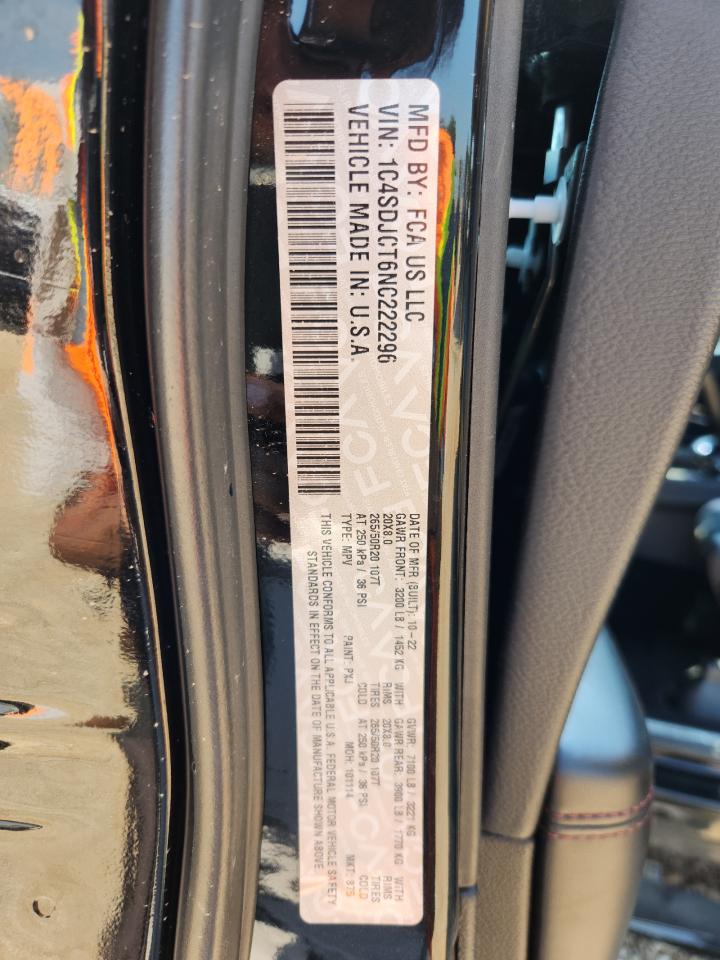 MFD BY: FCA US LLC
VIN: 1C4SDJCT6NC222296
VEHICLE MADE IN: U.S.A.
DATE OF MFR (BUILT): 10-22 GVWR: 7100 LB / 3221 KG
GAWR FRONT: 3200 LB / 1452 KG WITH GAWR REAR: 3900 LB / 1770 KG WITH
20X8.0 RIMS 20X8.0 RIMS
265/50R20 107T TIRES 265/50R20 107T TIRES
AT 250 kPa / 36 PSI COLD AT 250 kPa / 36 PSI COLD
TYPE: MPV PAINT: PXJ MDH: 101114 MKT: 875
THIS VEHICLE CONFORMS TO ALL APPLICABLE U.S.A. FEDERAL MOTOR VEHICLE SAFETY
STANDARDS IN EFFECT ON THE DATE OF MANUFACTURE SHOWN ABOVE